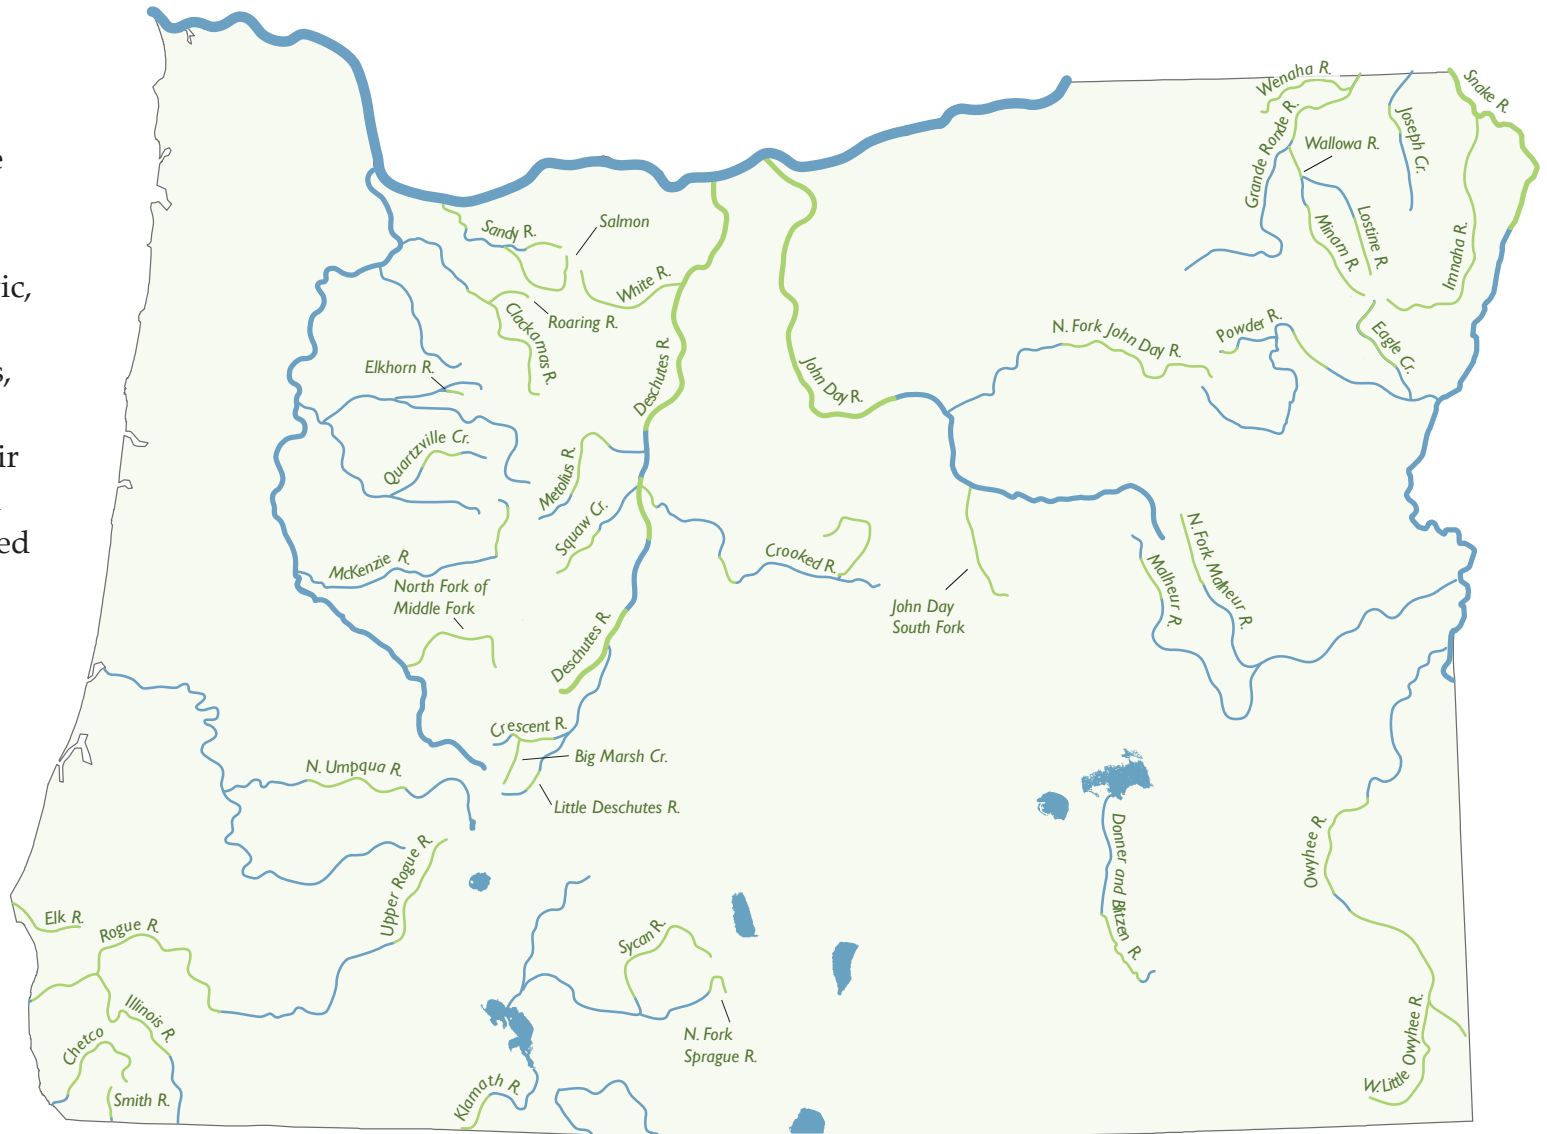 e
ic,
s,
ir
ed
Wenaha R.
Snake R.
Grande Ronde R.
Joseph Cr.
Wallowa R.
Lostine R.
Minam R.
Imnaha R.
Sandy R.
Salmon
White R.
Roaring R.
Clackamas R.
Elkhorn R.
Deschutes R.
John Day R.
N. Fork John Day R.
Powder R.
Eagle Cr.
Quartzville Cr.
Metolius R.
Squaw Cr.
McKenzie R.
North Fork of
Middle Fork
Crooked R.
John Day
South Fork
Malheur R.
N. Fork Malheur R.
Deschutes R.
Crescent R.
Big Marsh Cr.
Little Deschutes R.
N. Umpqua R.
Upper Rogue R.
Donner and Blitzen R.
Owyhee R.
Elk R.
Rogue R.
Sycan R.
Illinois R.
Chetco
Smith R.
N. Fork
Sprague R.
Klamath R.
W. Little Owyhee R.